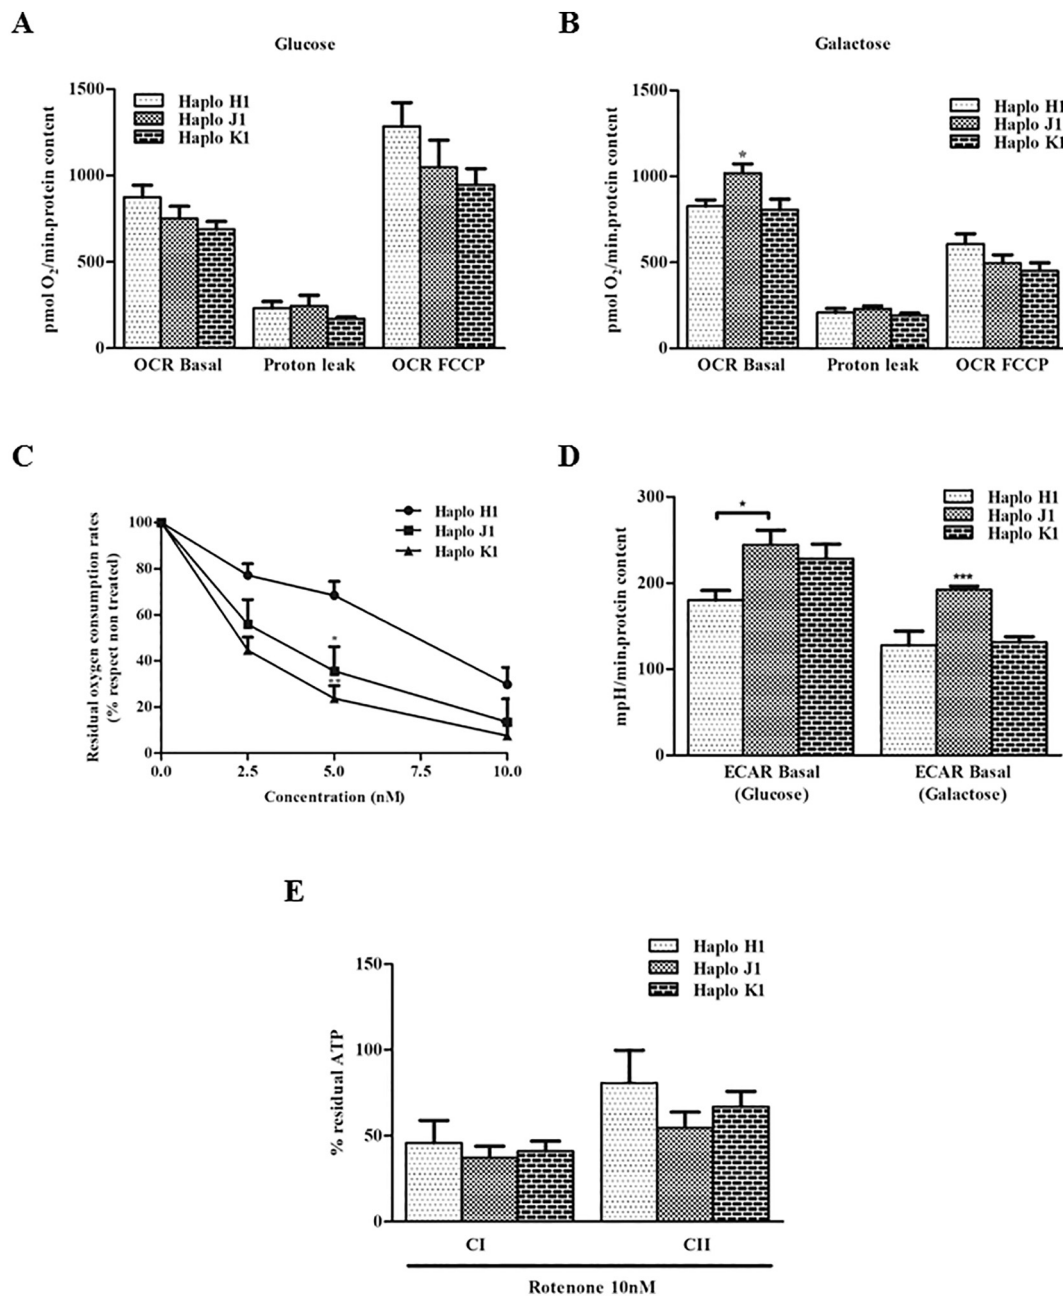 A
Glucose
pmol O2/min.protein content
1500
1000
500
0
Haplo H1
Haplo J1
Haplo K1
OCR Basal
Proton leak
OCR FCCP
B
Galactose
pmol O2/min.protein content
1500
1000
500
0
Haplo H1
Haplo J1
Haplo K1
*
OCR Basal
Proton leak
OCR FCCP
C
Residual oxygen consumption rates
(% respect non treated)
100
80
60
40
20
0
Haplo H1
Haplo J1
Haplo K1
*
**
0.0
2.5
5.0
7.5
10.0
Concentration (nM)
D
mpH/min.protein content
300
200
100
0
Haplo H1
Haplo J1
Haplo K1
*
***
ECAR Basal
(Glucose)
ECAR Basal
(Galactose)
E
% residual ATP
150
100
50
0
Haplo H1
Haplo J1
Haplo K1
CI
CII
Rotenone 10nM